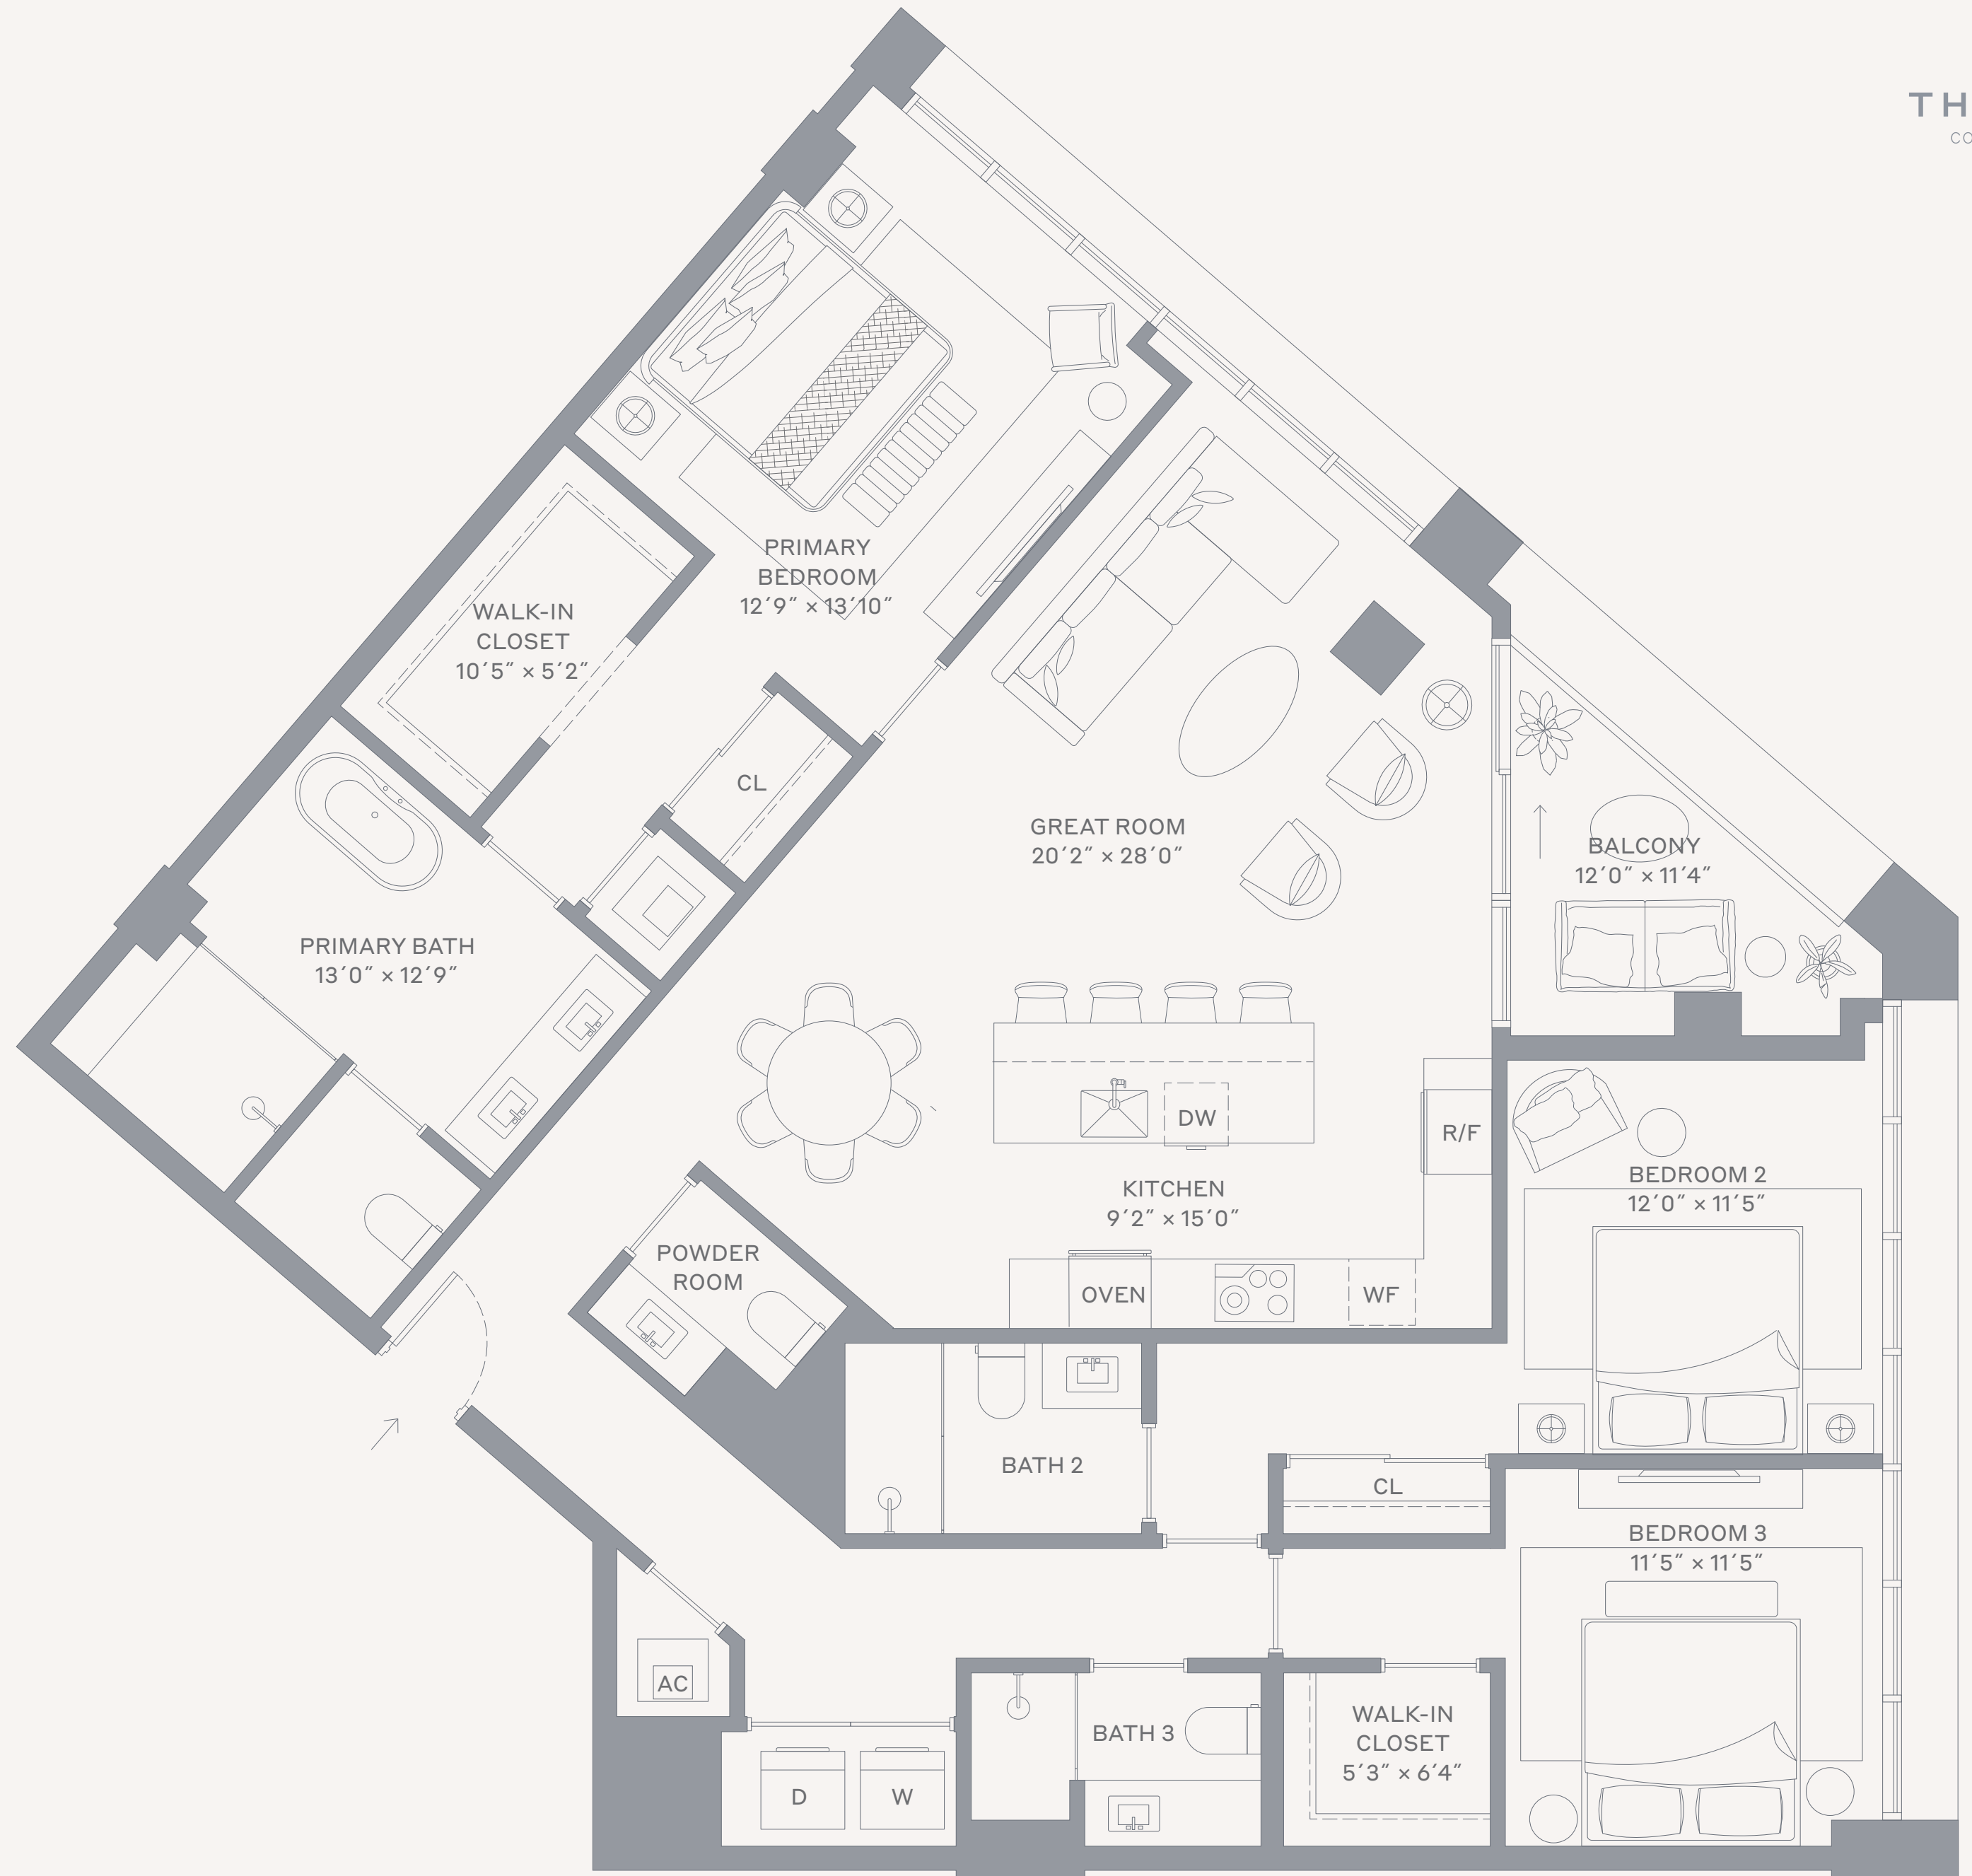 TH
CO
PRIMARY
BEDROOM
12′9″ × 13′10″
WALK-IN
CLOSET
10′5″ × 5′2″
CL
GREAT ROOM
20′2″ × 28′0″
BALCONY
12′0″ × 11′4″
PRIMARY BATH
13′0″ × 12′9″
DW
R/F
KITCHEN
9′2″ × 15′0″
BEDROOM 2
12′0″ × 11′5″
POWDER
ROOM
OVEN
WF
BATH 2
CL
BEDROOM 3
11′5″ × 11′5″
AC
BATH 3
WALK-IN
CLOSET
5′3″ × 6′4″
D
W